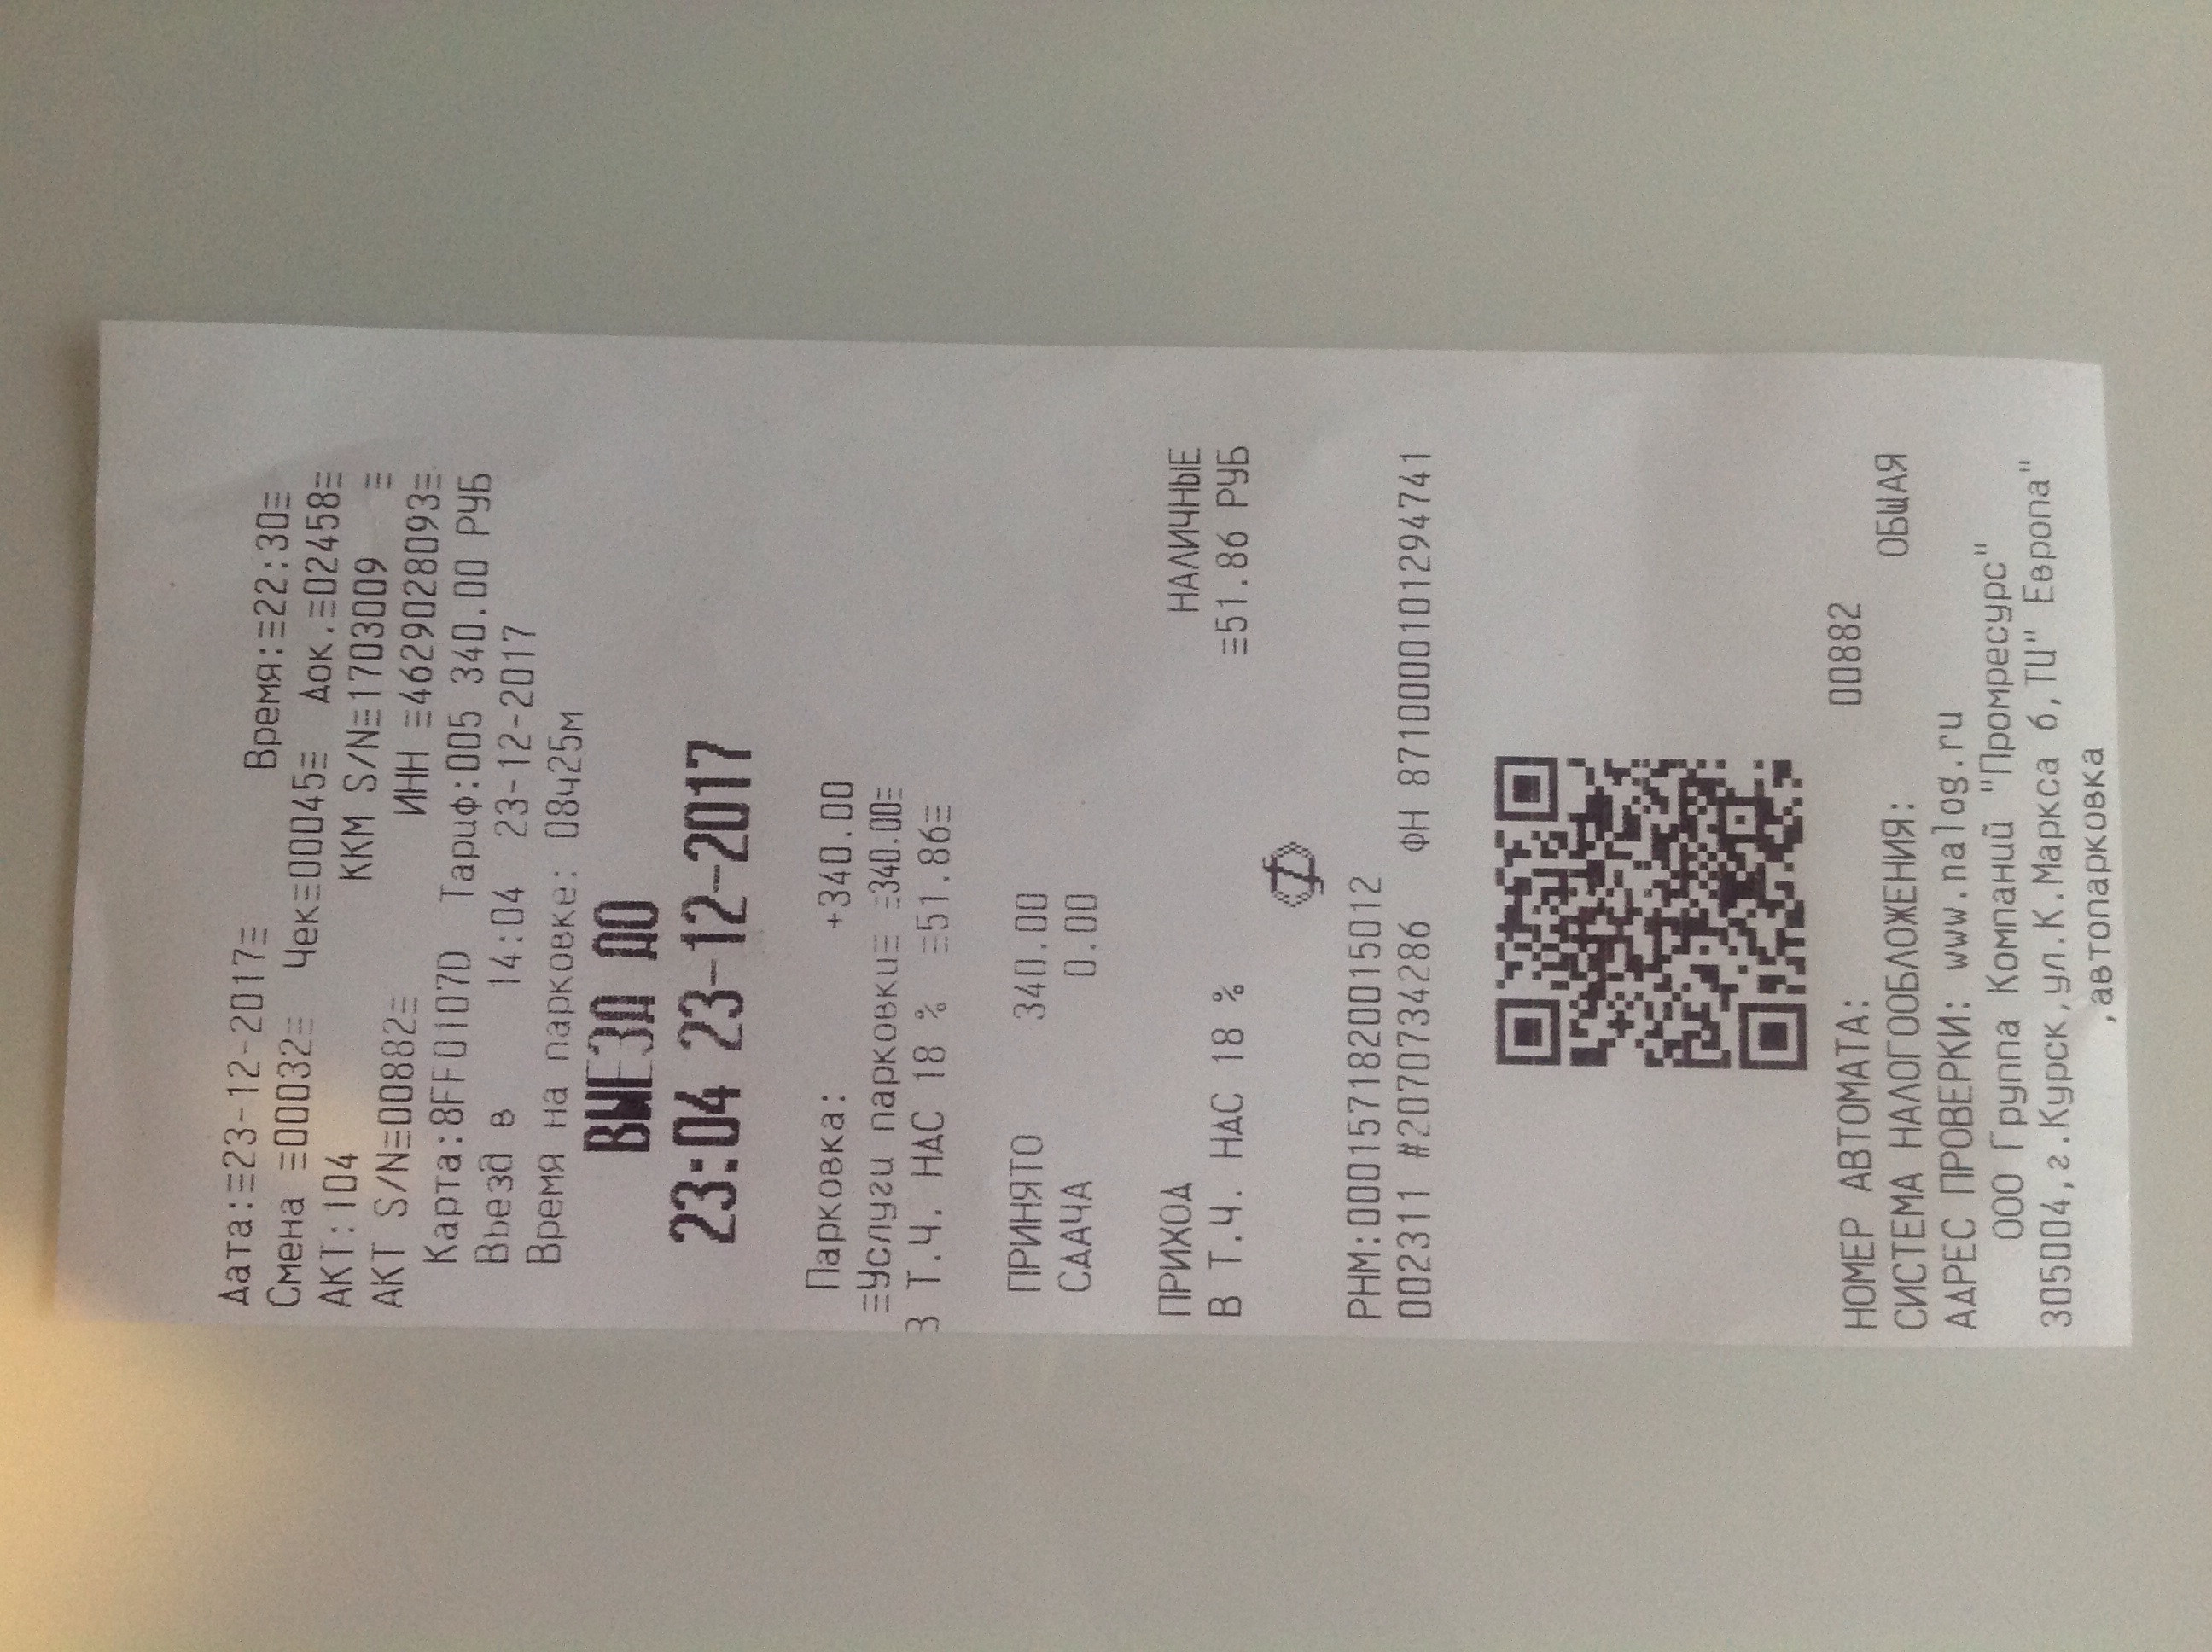 Дата:≡23-12-2017≡ Время:≡22:30≡
Смена ≡00032≡ Чек≡00045≡ Док.≡02458≡
АКТ:104 ККМ S/N≡1703009 ≡
АКТ S/N≡00882≡ ИНН ≡462902809З≡
Карта:8FF0107D Тариф:005 340.00 РУБ
Въезд в 14:04 23-12-2017
Время на парковке: 08ч25м
ВЫЕЗД ДО
23:04 23-12-2017
Парковка: +340.00
≡Услуги парковки≡ ≡340.00≡
З Т.Ч. НДС 18 % ≡51.86≡
ПРИНЯТО 340.00
СДАЧА 0.00
ПРИХОД НАЛИЧНЫЕ
В Т.Ч. НДС 18 % ≡51.86 РУБ
РНМ:0001571820015012
002311 #2070734286 ФН 8710000101294741
НОМЕР АВТОМАТА: 00882
СИСТЕМА НАЛОГООБЛОЖЕНИЯ: ОБЩАЯ
АДРЕС ПРОВЕРКИ: www.nalog.ru
ООО Группа Компаний "Промресурс"
305004,г.Курск,ул.К.Маркса 6,ТЦ" Европа"
,автопарковка